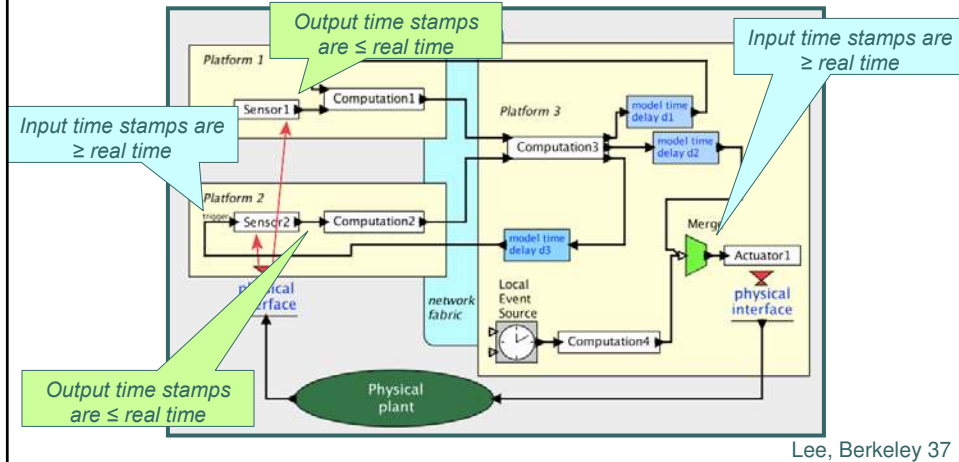 Output time stamps
are ≤ real time
Input time stamps are
≥ real time
Platform 1
Sensor1
Computation1
Input time stamps are
≥ real time
Platform 3
model time
delay d1
model time
delay d2
Computation3
Platform 2
trigger
Sensor2
Computation2
model time
delay d3
Merge
Actuator1
physical
interface
physical
interface
network
fabric
Local
Event
Source
Computation4
Output time stamps
are ≤ real time
Physical
plant
Lee, Berkeley 37